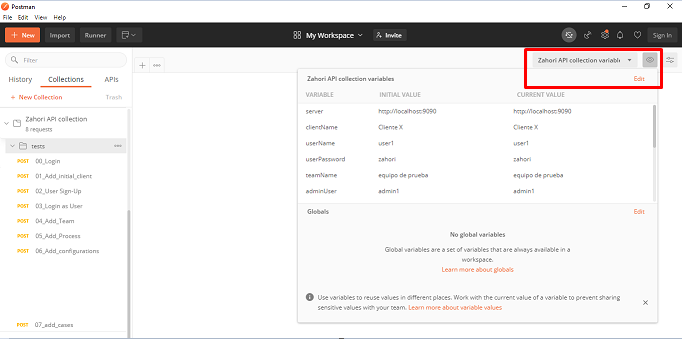 Postman
File Edit View Help
New Import Runner My Workspace Invite Sign In
Filter
History Collections APIs
New Collection Trash
Zahori API collection
8 requests
tests
POST 00_Login
POST 01_Add_initial_client
POST 02_User Sign-Up
POST 03_Login as User
POST 04_Add_Team
POST 05_Add_Process
POST 06_Add_configurations
POST 07_add_cases
Zahori API collection variable
Zahori API collection variables Edit
VARIABLE INITIAL VALUE CURRENT VALUE
server http://localhost:9090 http://localhost:9090
clientName Cliente X Cliente X
userName user1 user1
userPassword zahori zahori
teamName equipo de prueba equipo de prueba
adminUser admin1 admin1
Globals Edit
No global variables
Global variables are a set of variables that are always available in a
workspace.
Learn more about globals
Use variables to reuse values in different places. Work with the current value of a variable to prevent sharing
sensitive values with your team. Learn more about variable values